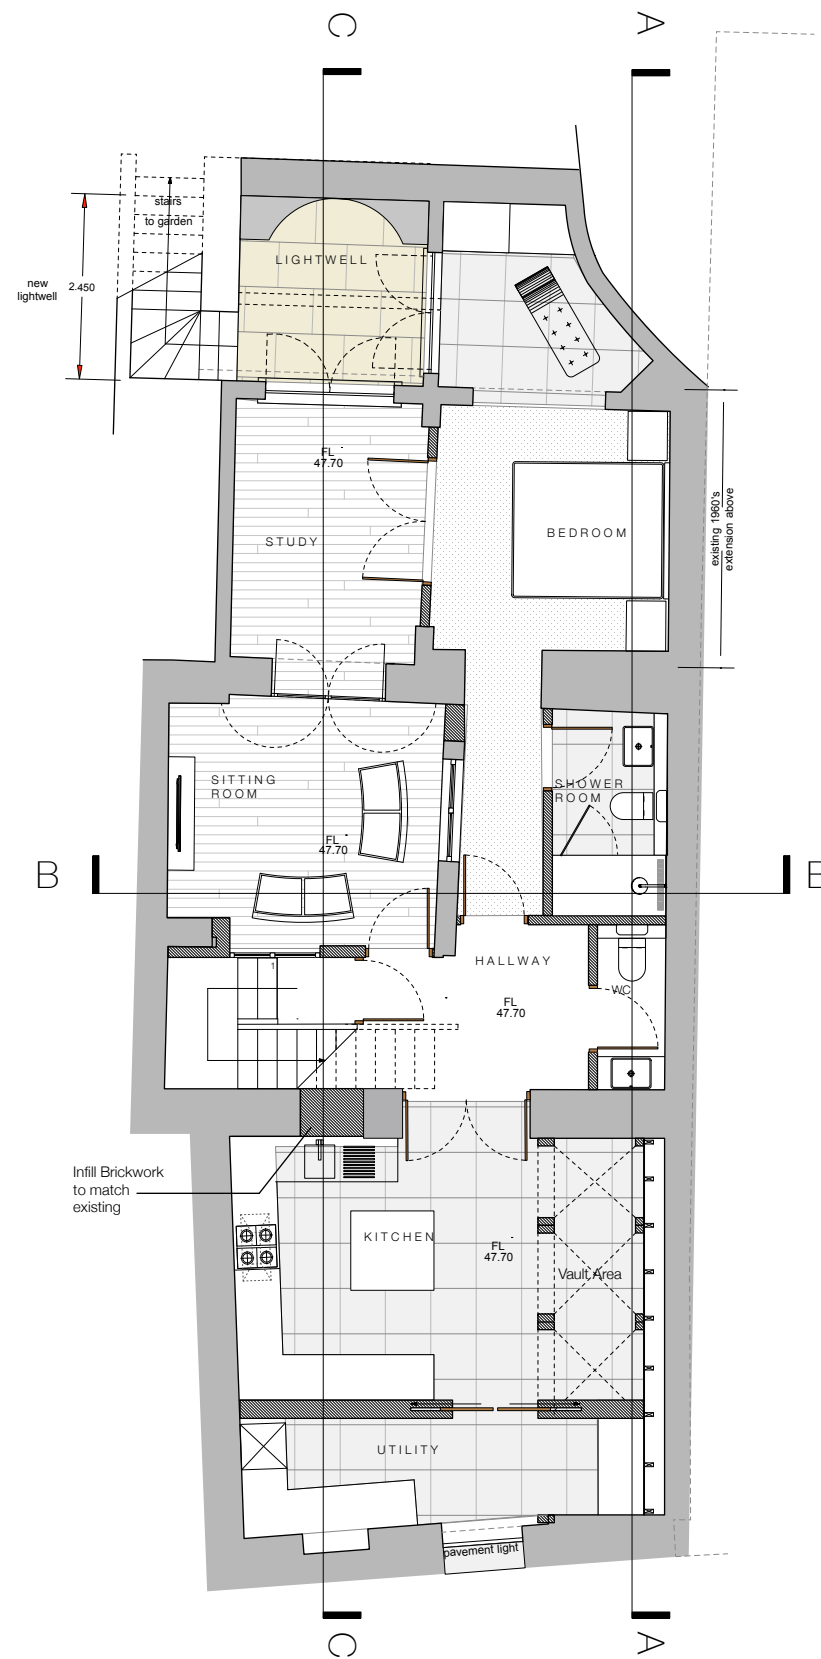 C
A
stairs
to garden
LIGHTWELL
new
lightwell
2.450
FL
47.70
STUDY
BEDROOM
existing 1960's
extension above
SITTING
ROOM
SHOWER
ROOM
FL
47.70
B
B
HALLWAY
1
WC
FL
47.70
Infill Brickwork
to match
existing
KITCHEN
FL
47.70
Vault Area
UTILITY
pavement light
C
A